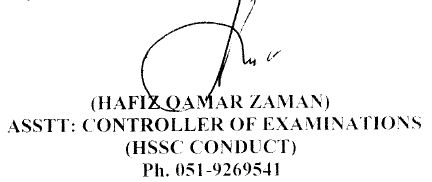 (HAFIZ QAMAR ZAMAN)
ASSTT: CONTROLLER OF EXAMINATIONS
(HSSC CONDUCT)
Ph. 051-9269541